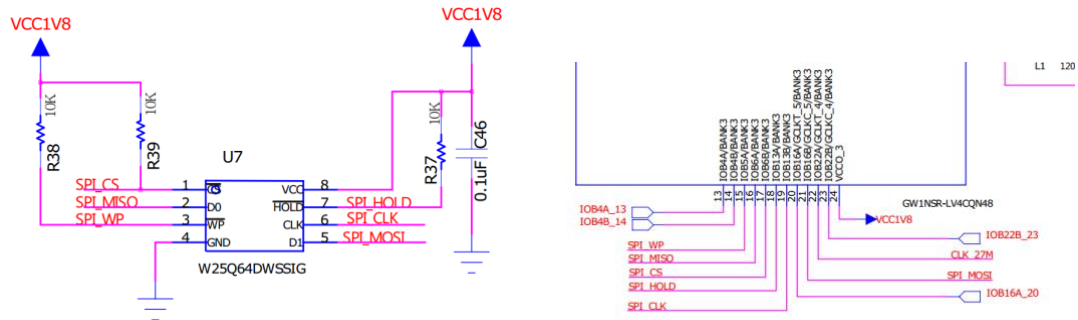 VCC1V8
VCC1V8
10K
10K
10K
R38
R39
R37
C46
0.1uF
U7
SPI_CS
1
CS
VCC
8
SPI_MISO
2
D0
HOLD
7
SPI_HOLD
SPI_WP
3
WP
CLK
6
SPI_CLK
4
GND
D1
5
SPI_MOSI
W25Q64DWSSIG
L1 120
IOB4A/BANK3
IOB4B/BANK3
IOB5A/BANK3
IOB6A/BANK3
IOB6B/BANK3
IOB13A/BANK3
IOB13B/BANK3
IOB16A/GCLKT_5/BANK3
IOB16B/GCLKC_5/BANK3
IOB22A/GCLKT_4/BANK3
IOB22B/GCLKC_4/BANK3
VCCO_3
13
14
15
16
17
18
19
20
21
22
23
24
GW1NSR-LV4CQN48
IOB4A_13
IOB4B_14
VCC1V8
IOB22B_23
SPI_WP
CLK_27M
SPI_MISO
SPI_CS
SPI_MOSI
SPI_HOLD
IOB16A_20
SPI_CLK